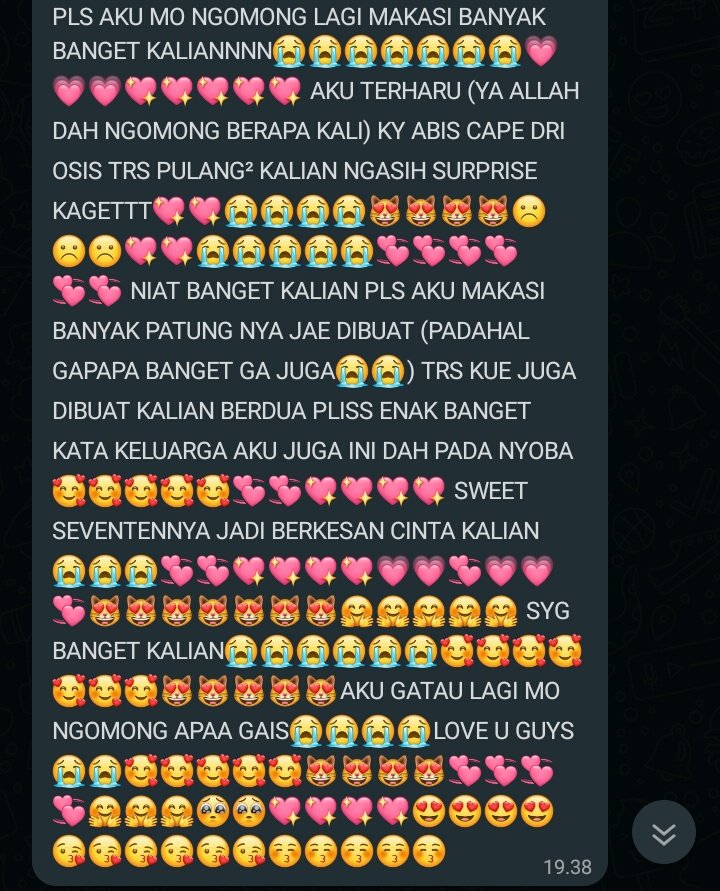 PLS AKU MO NGOMONG LAGI MAKASI BANYAK
BANGET KALIANNNN😭😭😭😭😭😭😭💗
💗💗💖💖💖💖💖 AKU TERHARU (YA ALLAH
DAH NGOMONG BERAPA KALI) KY ABIS CAPE DRI
OSIS TRS PULANG² KALIAN NGASIH SURPRISE
KAGETTT💖💖😭😭😭😭😻😻😻😻☹️
☹️☹️💖💖😭😭😭😭😭💞💞💞💞
💞💞 NIAT BANGET KALIAN PLS AKU MAKASI
BANYAK PATUNG NYA JAE DIBUAT (PADAHAL
GAPAPA BANGET GA JUGA😭😭) TRS KUE JUGA
DIBUAT KALIAN BERDUA PLISS ENAK BANGET
KATA KELUARGA AKU JUGA INI DAH PADA NYOBA
🥰🥰🥰🥰🥰💞💞💖💖💖💖 SWEET
SEVENTENNYA JADI BERKESAN CINTA KALIAN
😭😭😭💞💞💖💖💖💖💗💗💞💗💗
💞😻😻😻😻😻😻😻🤗🤗🤗🤗🤗 SYG
BANGET KALIAN😭😭😭😭😭😭🥰🥰🥰🥰
🥰🥰🥰😻😻😻😻😻AKU GATAU LAGI MO
NGOMONG APAA GAIS😭😭😭😭LOVE U GUYS
😭😭🥰🥰🥰🥰🥰😻😻😻😻💞💞💞
💞🤗🤗🤗🥺🥺💖💖💖💖😍😍😍😍
😘😘😘😘😘😘😚😚😚😚😚
19.38